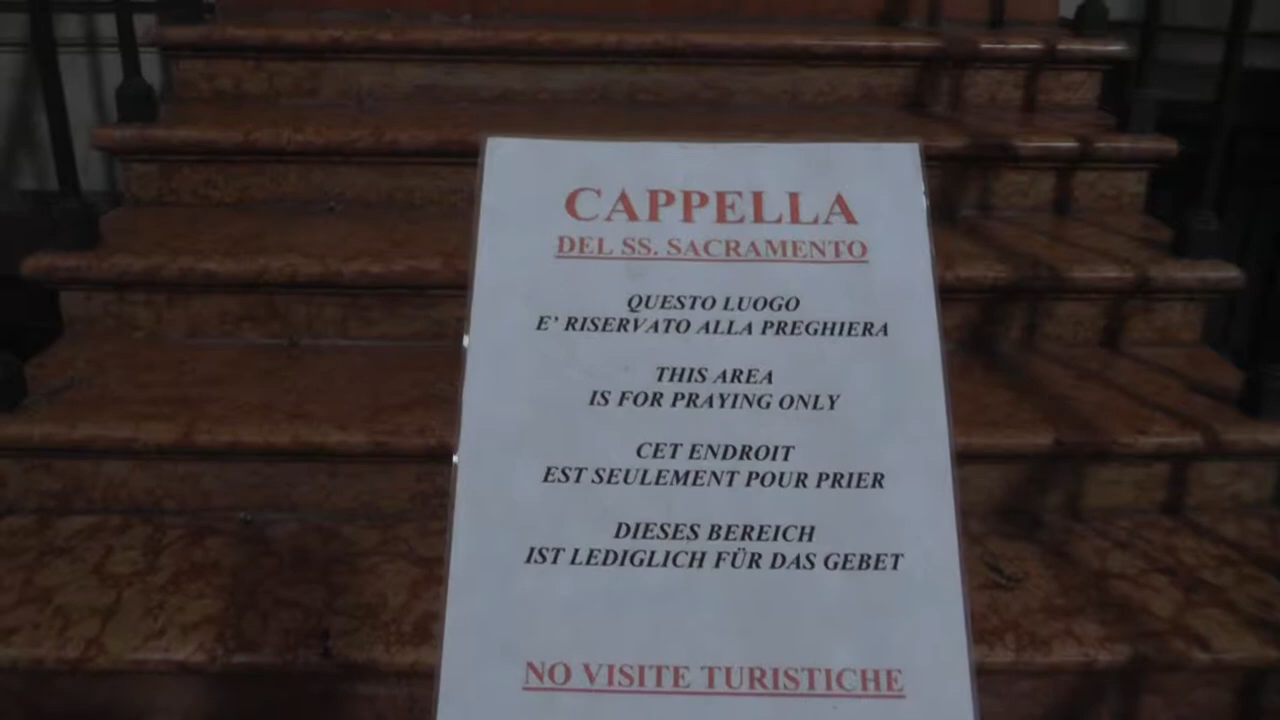 CAPPELLA
DEL SS. SACRAMENTO
QUESTO LUOGO
E' RISERVATO ALLA PREGHIERA
THIS AREA
IS FOR PRAYING ONLY
CET ENDROIT
EST SEULEMENT POUR PRIER
DIESES BEREICH
IST LEDIGLICH FÜR DAS GEBET
NO VISITE TURISTICHE